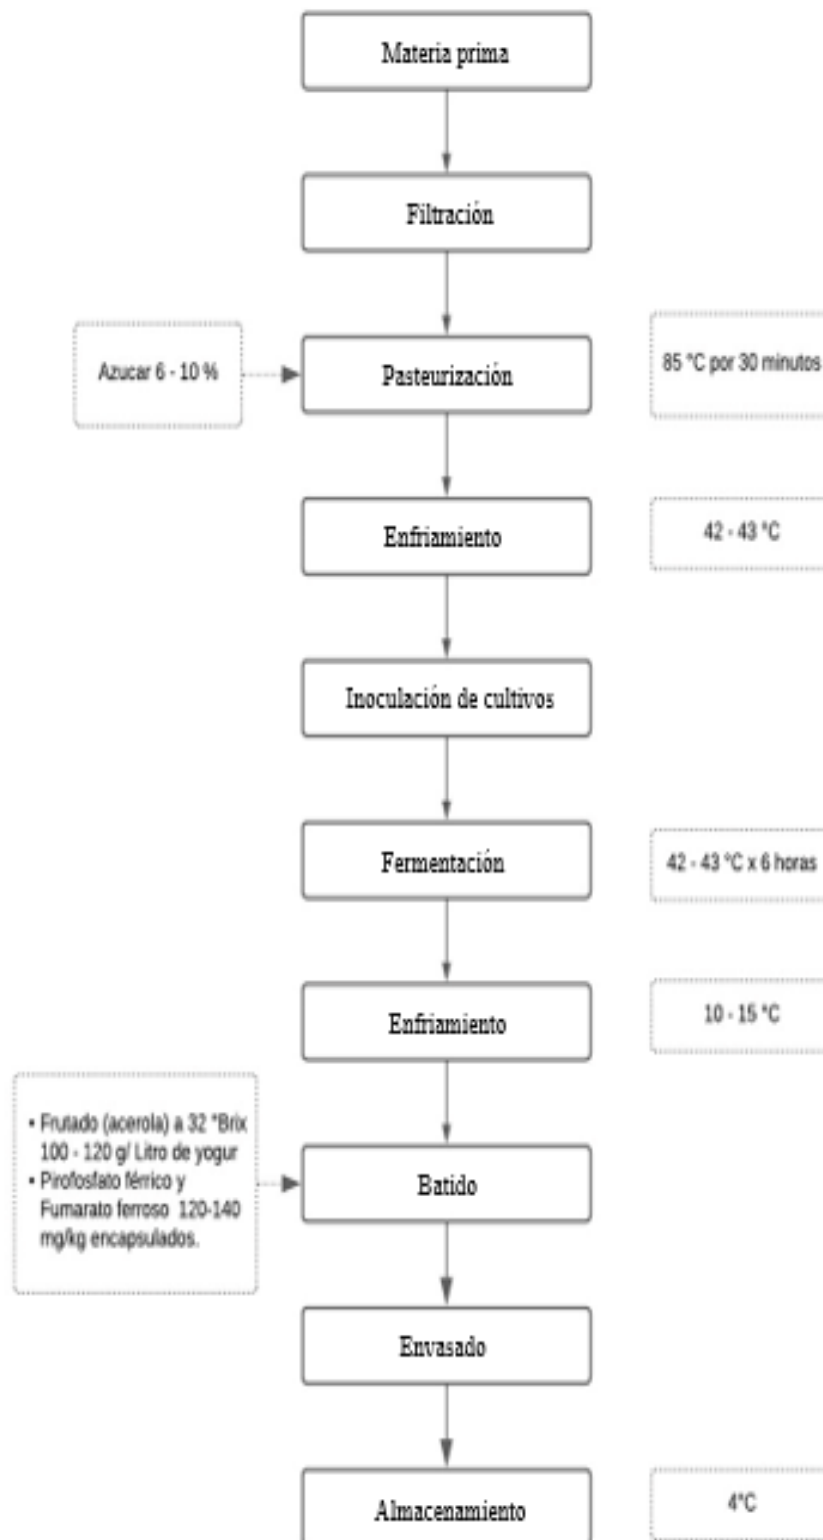 Materia prima
Filtración
Azucar 6 - 10 %
Pasteurización
85 °C por 30 minutos
Enfriamiento
42 - 43 °C
Inoculación de cultivos
Fermentación
42 - 43 °C x 6 horas
Enfriamiento
10 - 15 °C
• Frutado (acerola) a 32 °Brix
100 - 120 g/ Litro de yogur
• Pirofosfato férrico y
Fumarato ferroso 120-140
mg/kg encapsulados.
Batido
Envasado
Almacenamiento
4°C